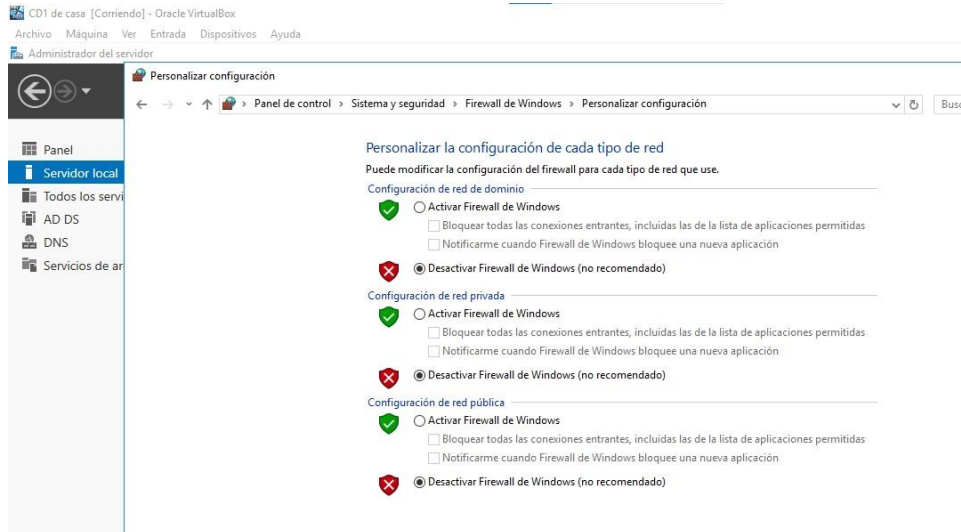 CD1 de casa [Corriendo] - Oracle VirtualBox
Archivo Máquina Ver Entrada Dispositivos Ayuda
Administrador del servidor
Personalizar configuración
Panel de control > Sistema y seguridad > Firewall de Windows > Personalizar configuración
Busc
Panel
Servidor local
Todos los servi
AD DS
DNS
Servicios de ar
Personalizar la configuración de cada tipo de red
Puede modificar la configuración del firewall para cada tipo de red que use.
Configuración de red de dominio
Activar Firewall de Windows
Bloquear todas las conexiones entrantes, incluidas las de la lista de aplicaciones permitidas
Notificarme cuando Firewall de Windows bloquee una nueva aplicación
Desactivar Firewall de Windows (no recomendado)
Configuración de red privada
Activar Firewall de Windows
Bloquear todas las conexiones entrantes, incluidas las de la lista de aplicaciones permitidas
Notificarme cuando Firewall de Windows bloquee una nueva aplicación
Desactivar Firewall de Windows (no recomendado)
Configuración de red pública
Activar Firewall de Windows
Bloquear todas las conexiones entrantes, incluidas las de la lista de aplicaciones permitidas
Notificarme cuando Firewall de Windows bloquee una nueva aplicación
Desactivar Firewall de Windows (no recomendado)